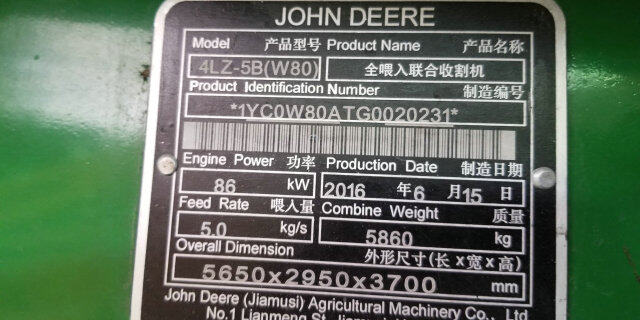 JOHN DEERE
Model 产品型号 Product Name 产品名称
4LZ-5B(W80) 全喂入联合收割机
Product Identification Number 制造编号
*1YC0W80ATG0020231*
Engine Power 功率 Production Date 制造日期
86 kW 2016 年 6 月 15 日
Feed Rate 喂入量 Combine Weight 质量
5.0 kg/s 5860 kg
Overall Dimension 外形尺寸(长×宽×高)
5650x2950x3700 mm
John Deere (Jiamusi) Agricultural Machinery Co., Ltd
No.1 Lianmeng St, Jiamusi